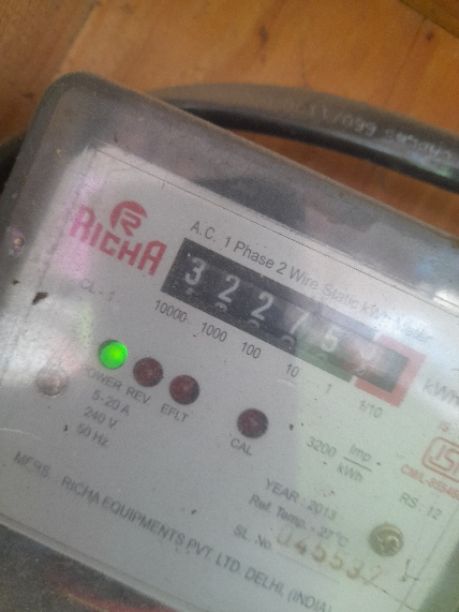 RICHA
A.C. 1 Phase 2 Wire Static kWh Meter
3 2 2 7 5
kWh
CL - 1
10000 1000 100 10 1 1/10
POWER REV. EFLT
5-20 A
240 V
50 Hz
CAL
3200 Imp kWh
RS : 12
YEAR : 2013
Ref. Temp. - 27°C
SL. No.
MFRS : RICHA EQUIPMENTS PVT. LTD. DELHI, (INDIA)